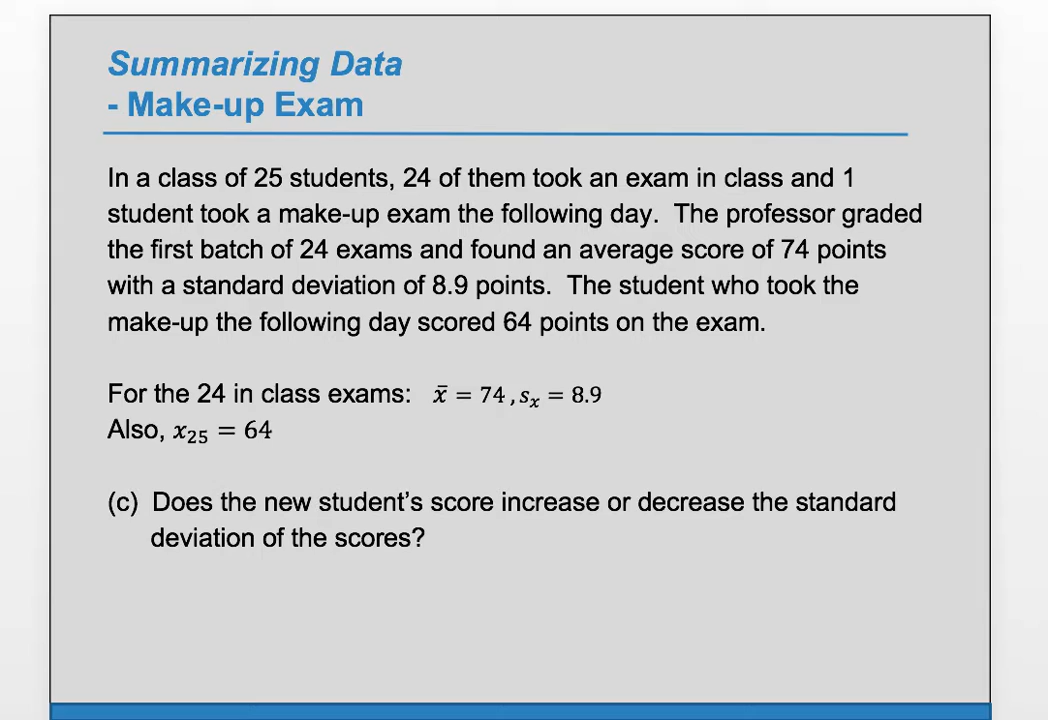 Summarizing Data
- Make-up Exam
In a class of 25 students, 24 of them took an exam in class and 1
student took a make-up exam the following day. The professor graded
the first batch of 24 exams and found an average score of 74 points
with a standard deviation of 8.9 points. The student who took the
make-up the following day scored 64 points on the exam.
For the 24 in class exams: x̄ = 74 , sₓ = 8.9
Also, x₂₅ = 64
(c) Does the new student’s score increase or decrease the standard
deviation of the scores?